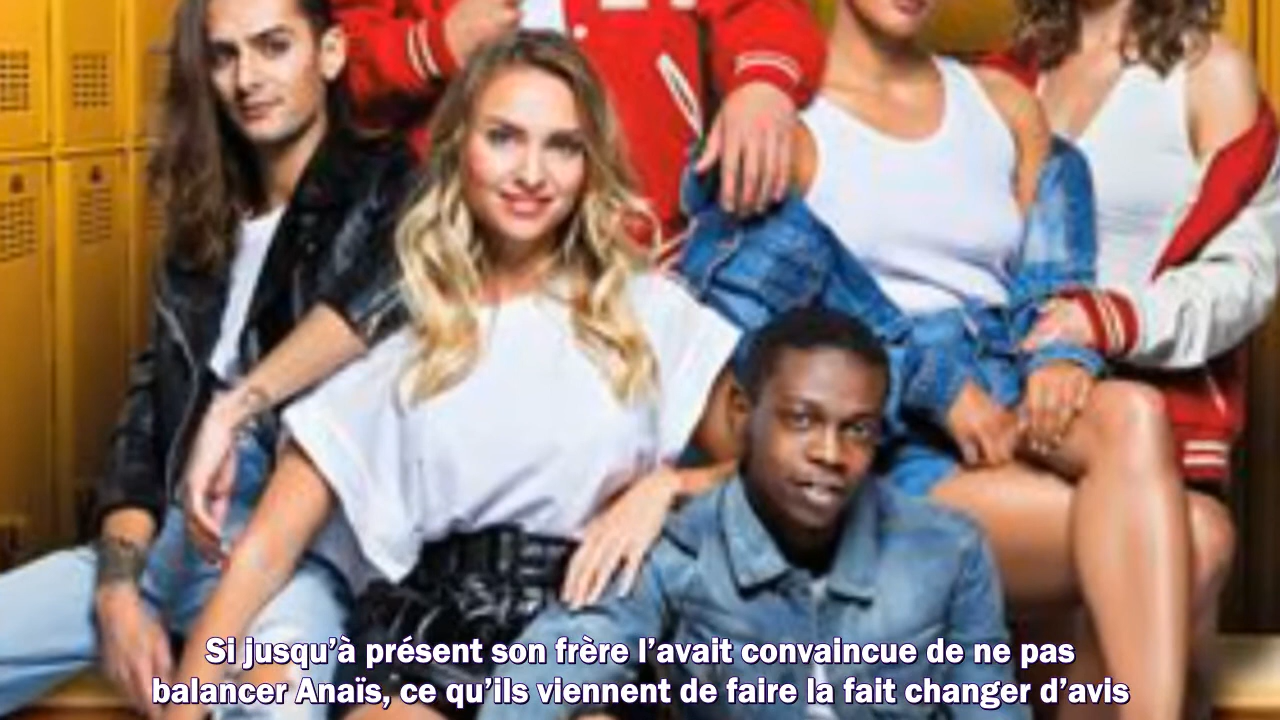 Si jusqu’à présent son frère l’avait convaincue de ne pas
balancer Anaïs, ce qu’ils viennent de faire la fait changer d’avis